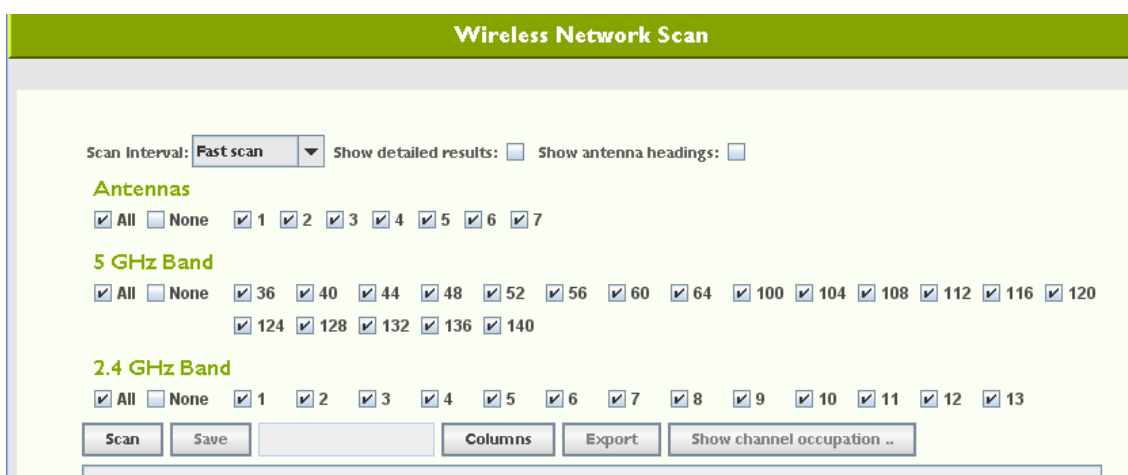 Wireless Network Scan
Scan Interval: Fast scan Show detailed results: Show antenna headings:
Antennas
All None 1 2 3 4 5 6 7
5 GHz Band
All None 36 40 44 48 52 56 60 64 100 104 108 112 116 120
124 128 132 136 140
2.4 GHz Band
All None 1 2 3 4 5 6 7 8 9 10 11 12 13
Scan Save Columns Export Show channel occupation ..